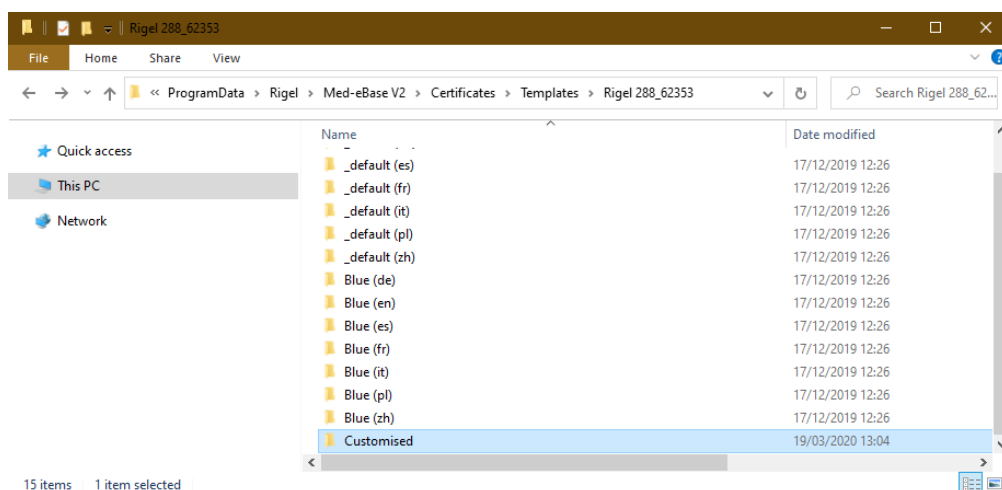 Rigel 288_62353
File Home Share View
« ProgramData > Rigel > Med-eBase V2 > Certificates > Templates > Rigel 288_62353 Search Rigel 288_62...
Name Date modified
Quick access
This PC
Network
_default (es) 17/12/2019 12:26
_default (fr) 17/12/2019 12:26
_default (it) 17/12/2019 12:26
_default (pl) 17/12/2019 12:26
_default (zh) 17/12/2019 12:26
Blue (de) 17/12/2019 12:26
Blue (en) 17/12/2019 12:26
Blue (es) 17/12/2019 12:26
Blue (fr) 17/12/2019 12:26
Blue (it) 17/12/2019 12:26
Blue (pl) 17/12/2019 12:26
Blue (zh) 17/12/2019 12:26
Customised 19/03/2020 13:04
15 items 1 item selected